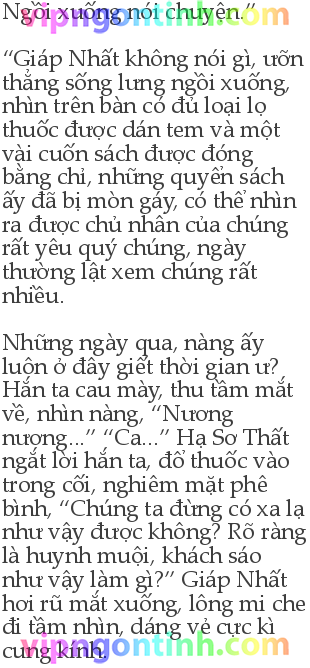 Ngồi xuống nói chuyện.”
“Giáp Nhất không nói gì, ưỡn
thẳng sống lưng ngồi xuống,
nhìn trên bàn có đủ loại lọ
thuốc được dán tem và một
vài cuốn sách được đóng
bằng chỉ, những quyển sách
ấy đã bị mòn gáy, có thể nhìn
ra được chủ nhân của chúng
rất yêu quý chúng, ngày
thường lật xem chúng rất
nhiều.
Những ngày qua, nàng ấy
luôn ở đây giết thời gian ư?
Hắn ta cau mày, thu tầm mắt
về, nhìn nàng, “Nương
nương...” “Ca...” Hạ Sơ Thất
ngắt lời hắn ta, đổ thuốc vào
trong cối, nghiêm mặt phê
bình, “Chúng ta đừng có xa lạ
như vậy được không? Rõ ràng
là huynh muội, khách sáo
như vậy làm gì?” Giáp Nhất
hơi rũ mắt xuống, lông mi che
đi tầm nhìn, dáng vẻ cực kì
cung kính.
vipngontinh.com
vipngontinh.com